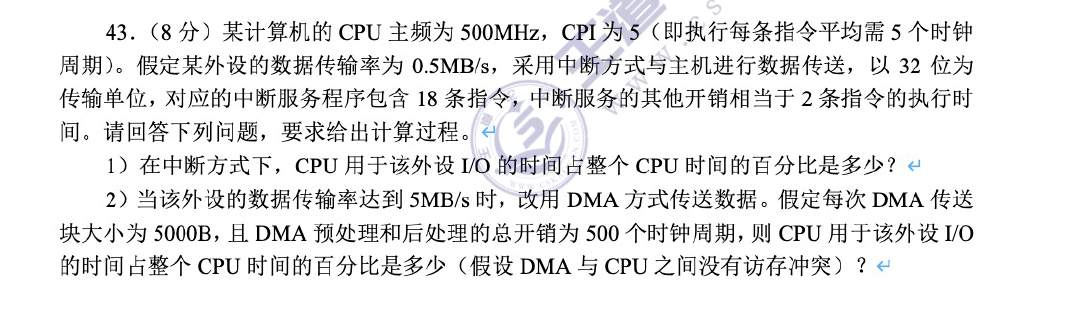 43.（8 分）某计算机的 CPU 主频为 500MHz，CPI 为 5（即执行每条指令平均需 5 个时钟
周期）。假定某外设的数据传输率为 0.5MB/s，采用中断方式与主机进行数据传送，以 32 位为
传输单位，对应的中断服务程序包含 18 条指令，中断服务的其他开销相当于 2 条指令的执行时
间。请回答下列问题，要求给出计算过程。↵
1）在中断方式下，CPU 用于该外设 I/O 的时间占整个 CPU 时间的百分比是多少？↵
2）当该外设的数据传输率达到 5MB/s 时，改用 DMA 方式传送数据。假定每次 DMA 传送
块大小为 5000B，且 DMA 预处理和后处理的总开销为 500 个时钟周期，则 CPU 用于该外设 I/O
的时间占整个 CPU 时间的百分比是多少（假设 DMA 与 CPU 之间没有访存冲突）？↵